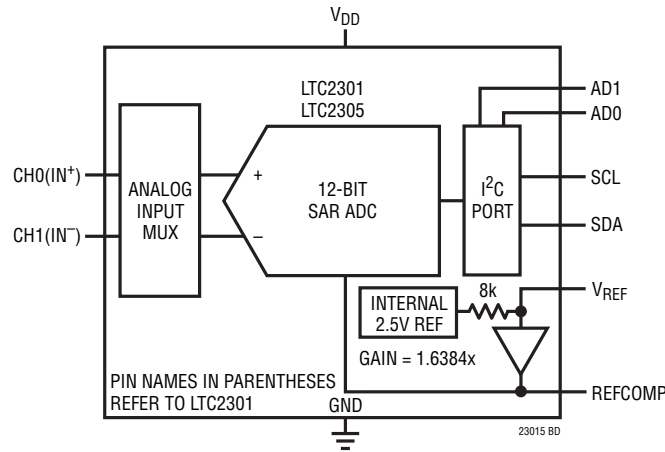 VDD
LTC2301
LTC2305
AD1
AD0
CH0(IN+)
CH1(IN–)
ANALOG
INPUT
MUX
+
–
12-BIT
SAR ADC
I2C
PORT
SCL
SDA
INTERNAL
2.5V REF
8k
VREF
GAIN = 1.6384x
REFCOMP
PIN NAMES IN PARENTHESES
REFER TO LTC2301
GND
23015 BD